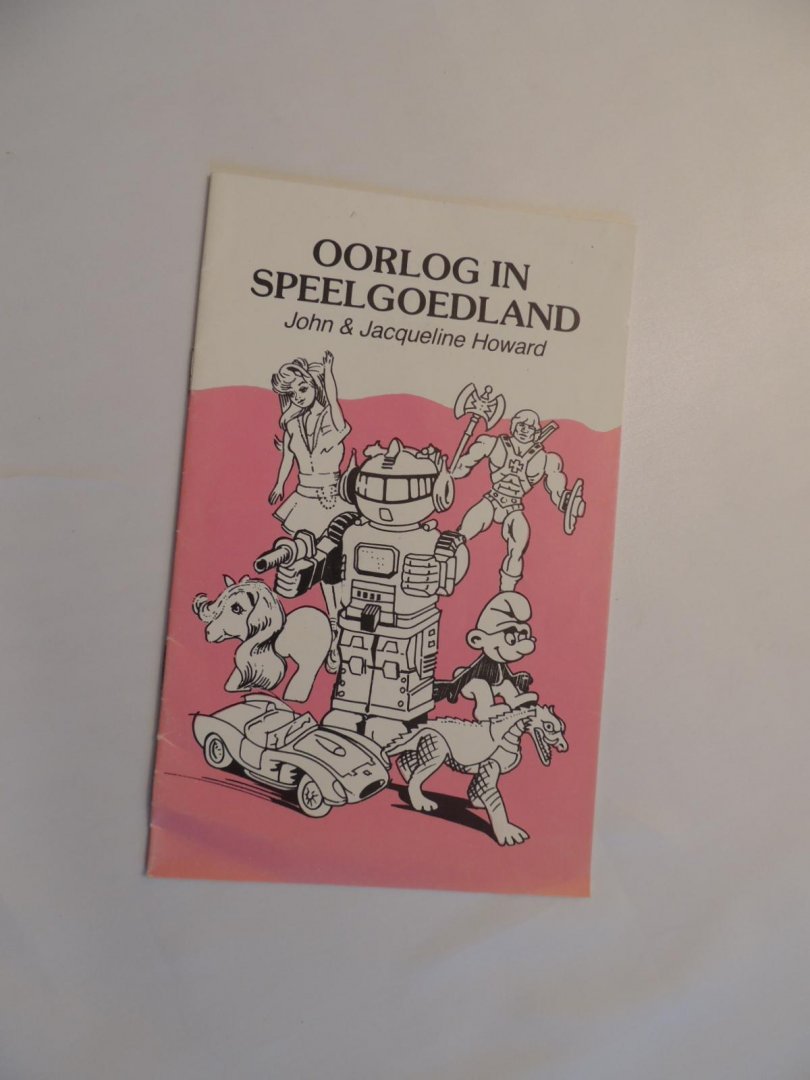 OORLOG IN
SPEELGOEDLAND
John & Jacqueline Howard